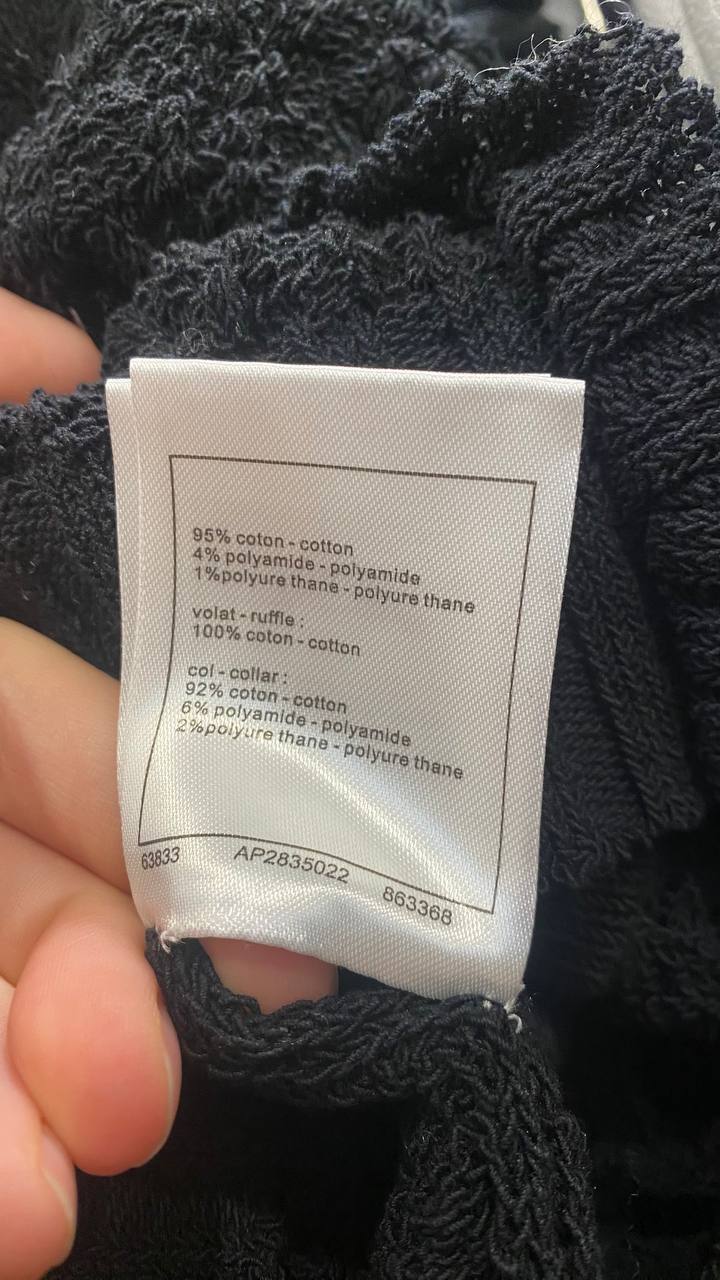 95% coton - cotton
4% polyamide - polyamide
1%polyure thane - polyure thane
volat - ruffle :
100% coton - cotton
col - collar :
92% coton - cotton
6% polyamide - polyamide
2%polyure thane - polyure thane
63833 AP2835022 863368